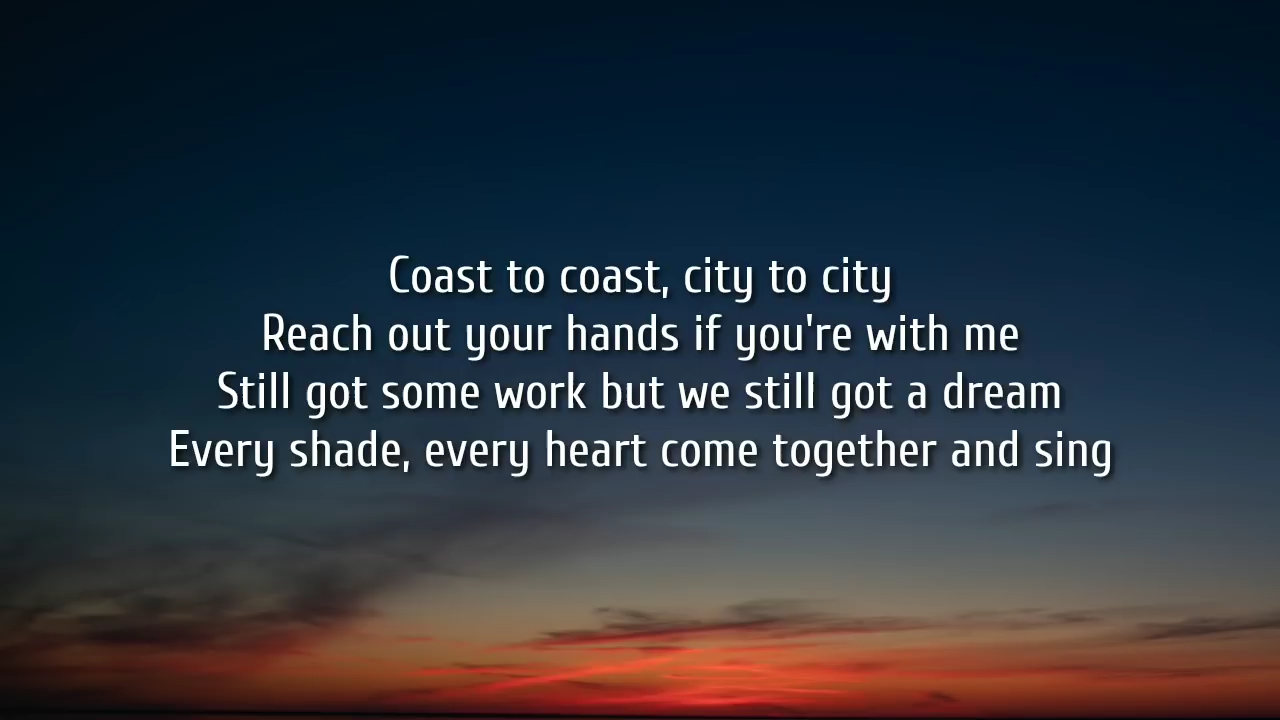 Coast to coast, city to city
Reach out your hands if you're with me
Still got some work but we still got a dream
Every shade, every heart come together and sing